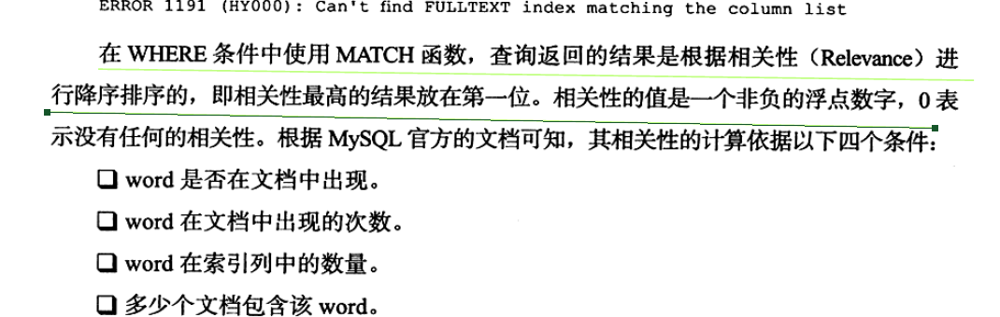 ERROR 1191 (HY000): Can't find FULLTEXT index matching the column list
在 WHERE 条件中使用 MATCH 函数，查询返回的结果是根据相关性（Relevance）进
行降序排序的，即相关性最高的结果放在第一位。相关性的值是一个非负的浮点数字，0 表
示没有任何的相关性。根据 MySQL 官方的文档可知，其相关性的计算依据以下四个条件：
❏ word 是否在文档中出现。
❏ word 在文档中出现的次数。
❏ word 在索引列中的数量。
❏ 多少个文档包含该 word。